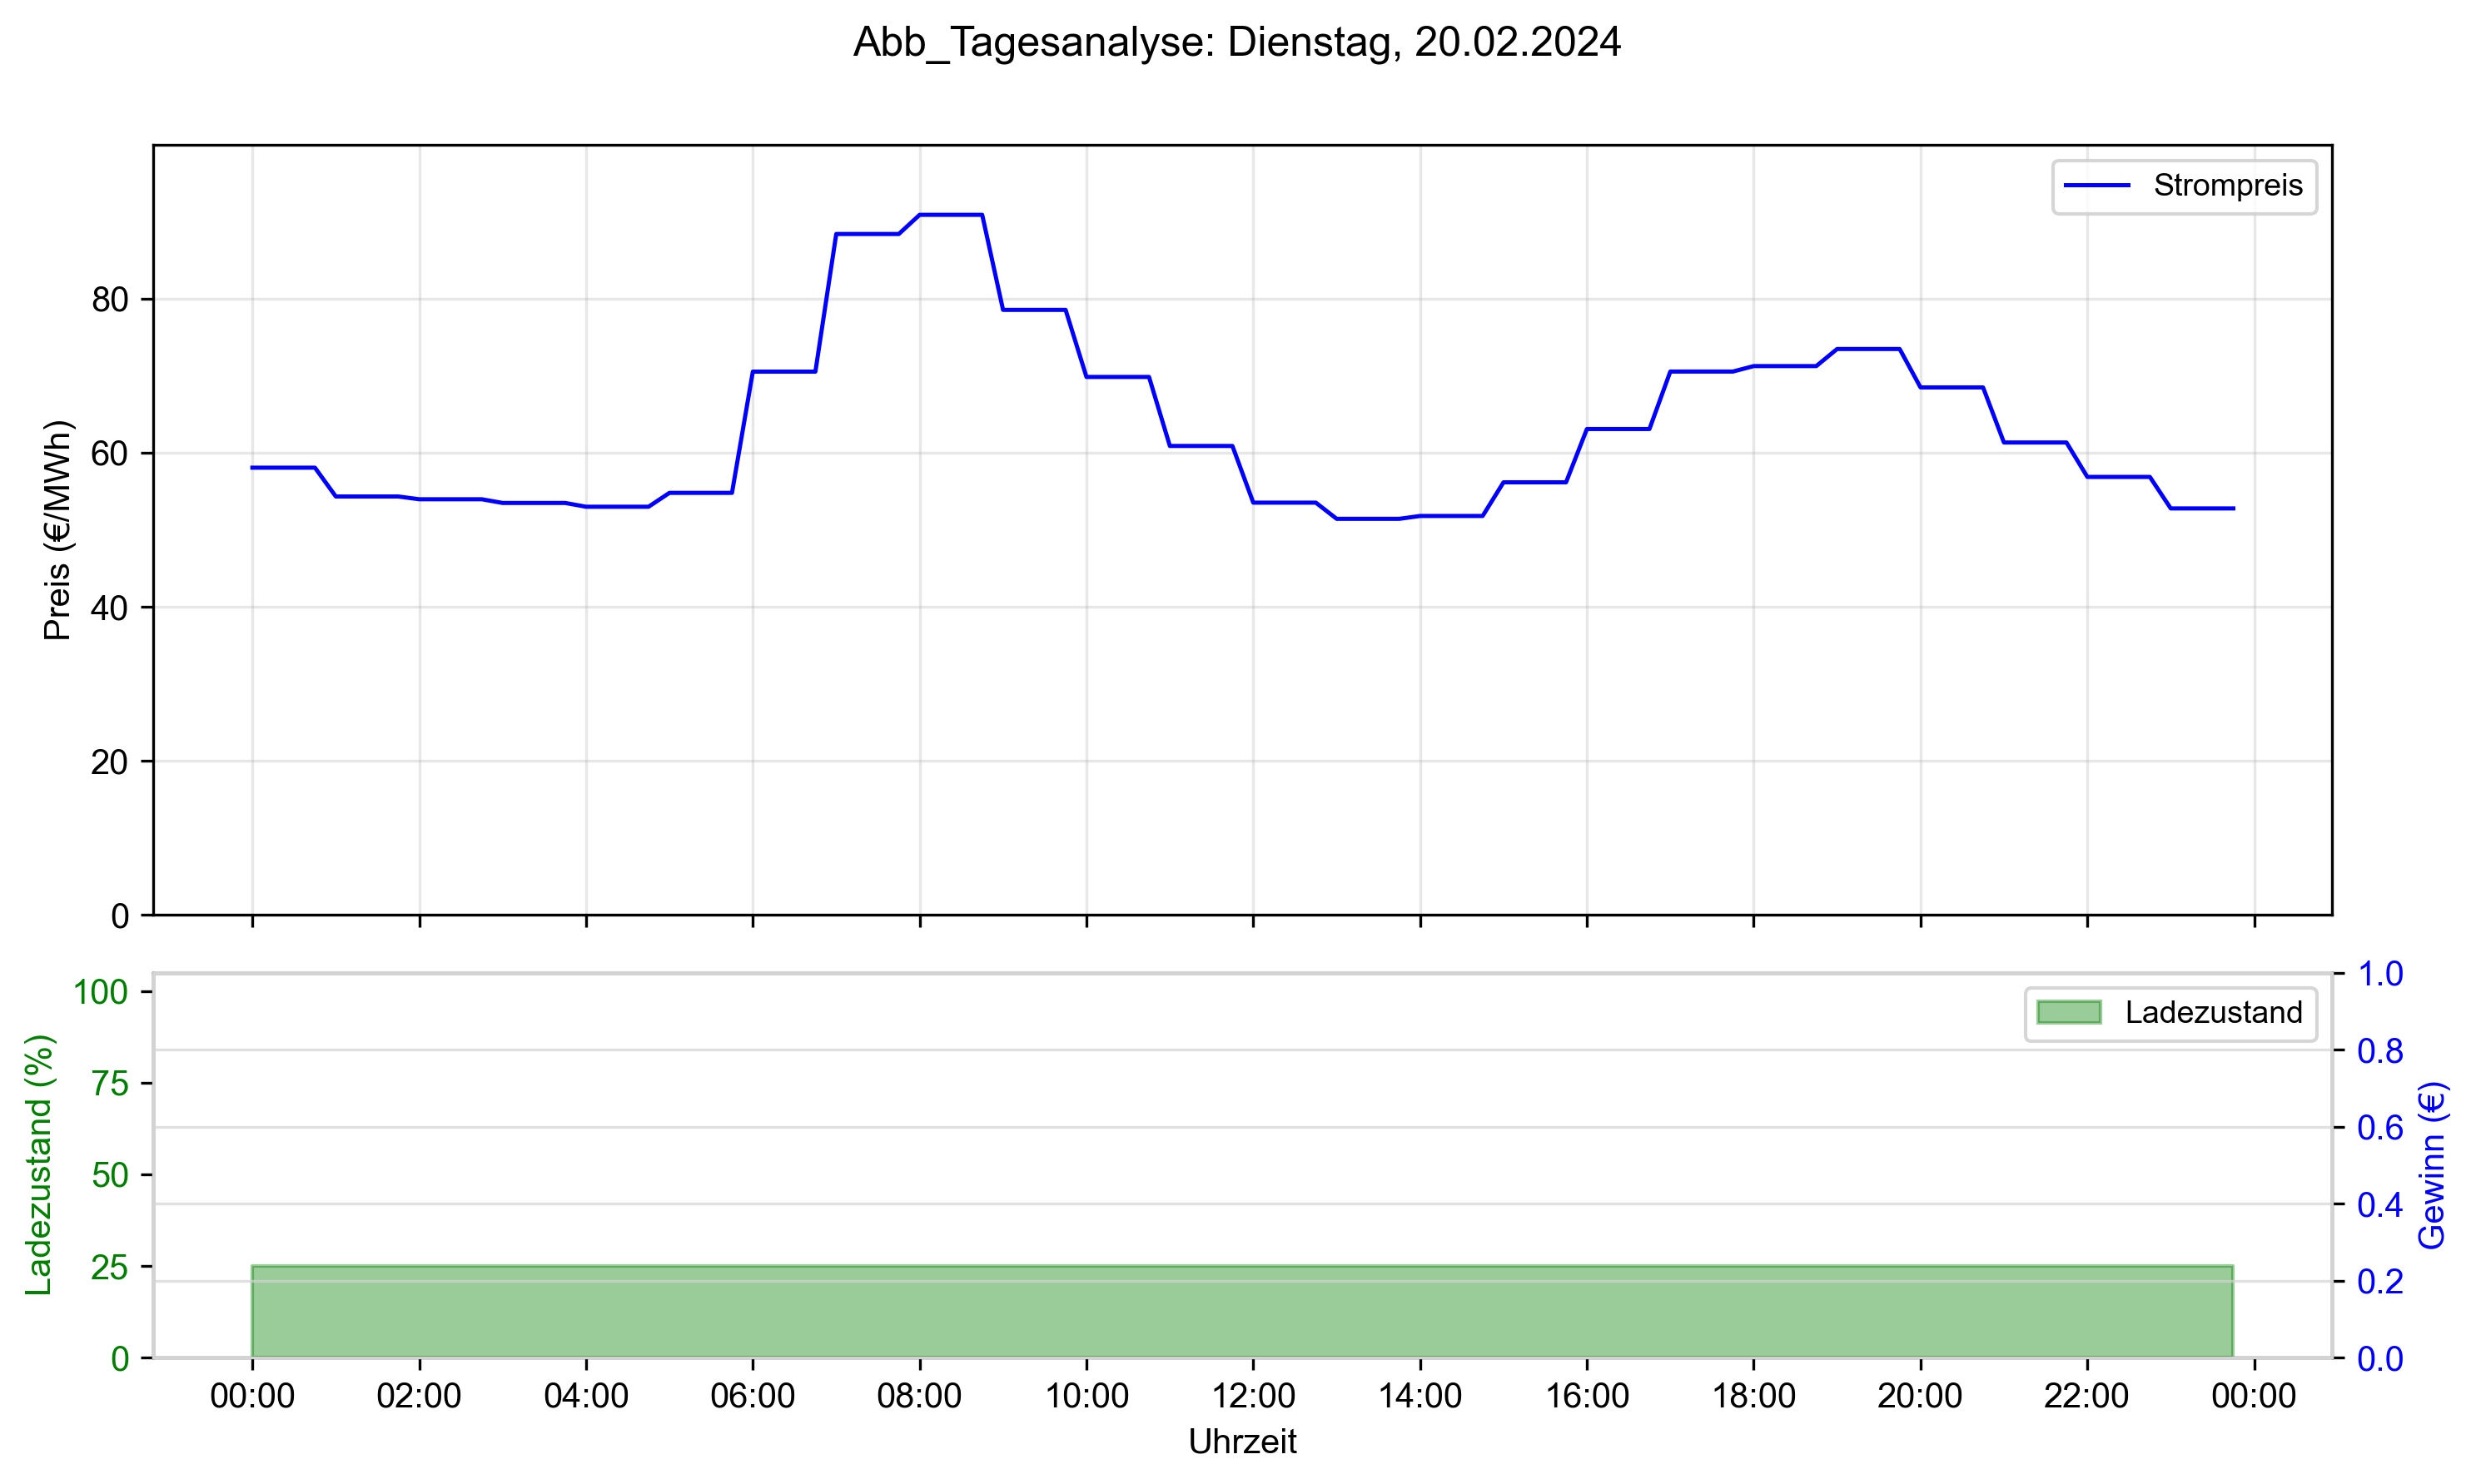 Abb_Tagesanalyse: Dienstag, 20.02.2024
Strompreis
Preis (€/MWh)
80
60
40
20
0
Ladezustand
Ladezustand (%)
100
75
50
25
0
Gewinn (€)
1.0
0.8
0.6
0.4
0.2
0.0
00:00 02:00 04:00 06:00 08:00 10:00 12:00 14:00 16:00 18:00 20:00 22:00 00:00
Uhrzeit